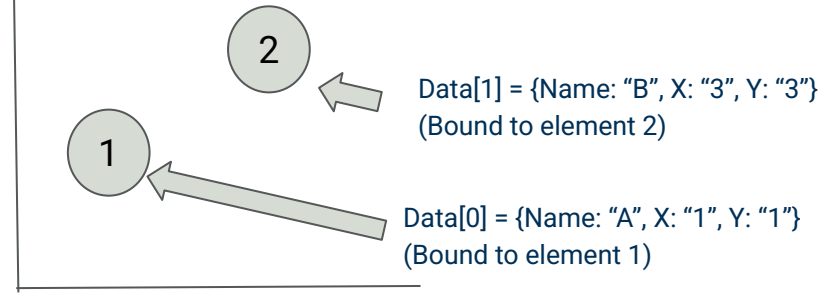 2
Data[1] = {Name: “B”, X: “3”, Y: “3”}
(Bound to element 2)
1
Data[0] = {Name: “A”, X: “1”, Y: “1”}
(Bound to element 1)